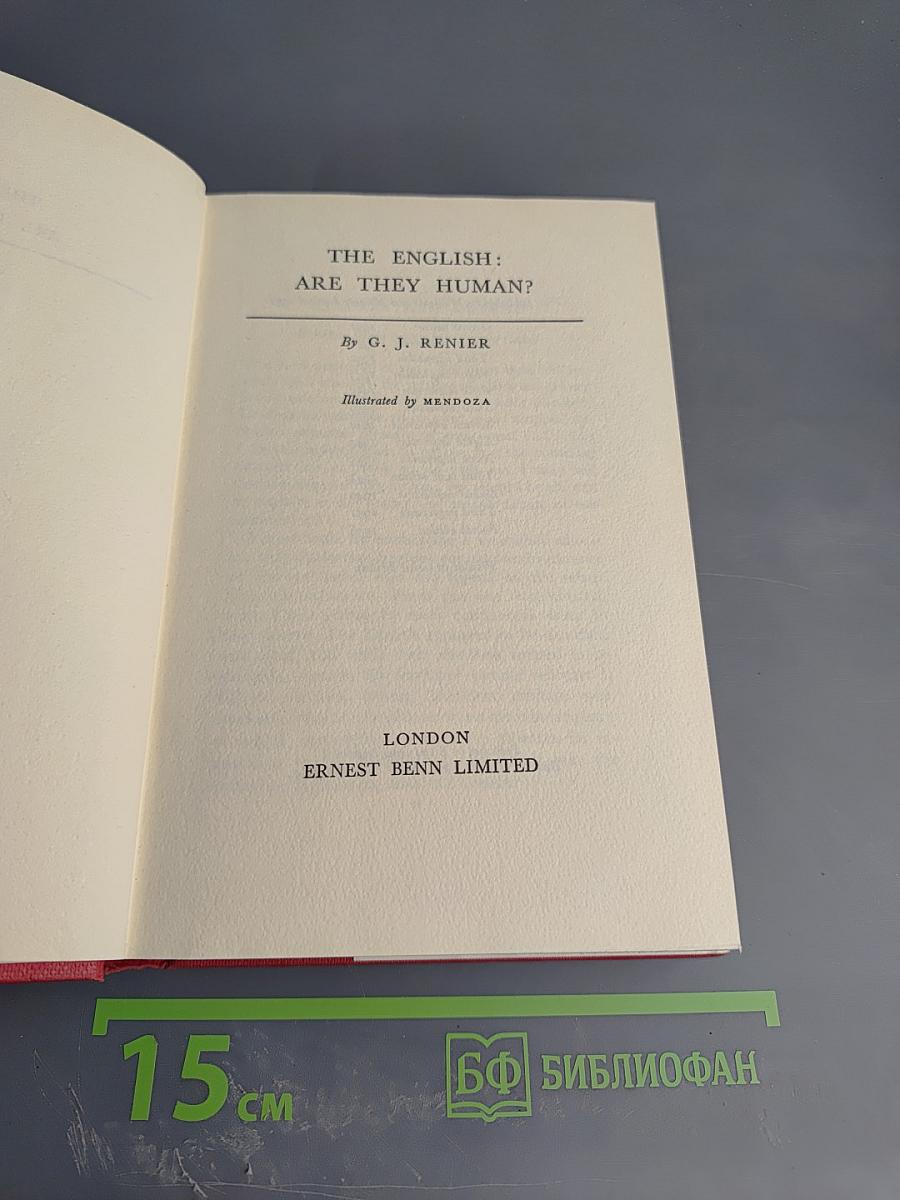 THE ENGLISH:
ARE THEY HUMAN?
By G. J. RENIER
Illustrated by MENDOZA
LONDON
ERNEST BENN LIMITED
15 см
БФ БИБЛИОФАН